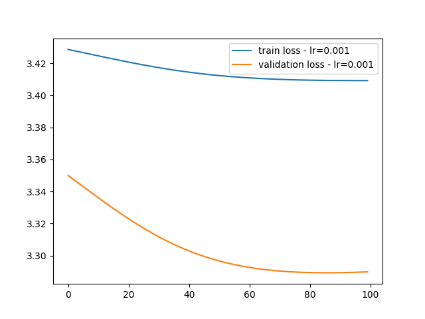 train loss - lr=0.001
validation loss - lr=0.001
3.42
3.40
3.38
3.36
3.34
3.32
3.30
0 20 40 60 80 100